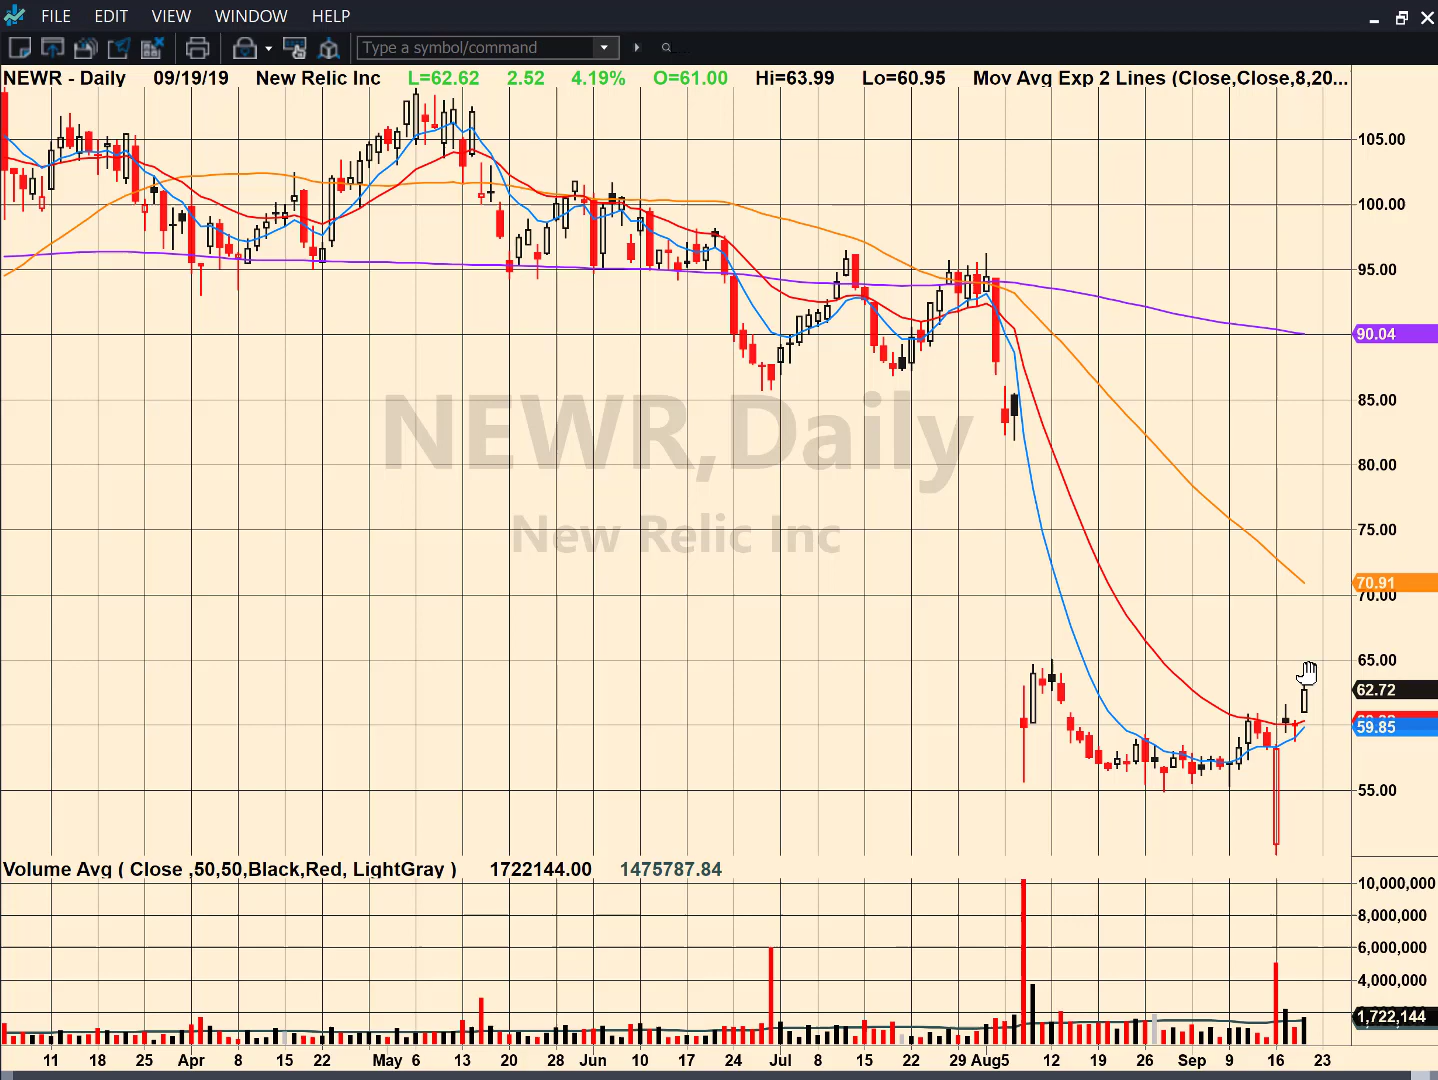 FILE EDIT VIEW WINDOW HELP
Type a symbol/command
NEWR - Daily 09/19/19 New Relic Inc L=62.62 2.52 4.19% O=61.00 Hi=63.99 Lo=60.95 Mov Avg Exp 2 Lines (Close,Close,8,20...
105.00
100.00
95.00
90.04
85.00
NEWR,Daily
80.00
75.00
New Relic Inc
70.91
70.00
65.00
62.72
59.85
55.00
Volume Avg ( Close ,50,50,Black,Red, LightGray ) 1722144.00 1475787.84
10,000,000
8,000,000
6,000,000
4,000,000
1,722,144
11 18 25 Apr 8 15 22 May 6 13 20 28 Jun 10 17 24 Jul 8 15 22 29 Aug5 12 19 26 Sep 9 16 23